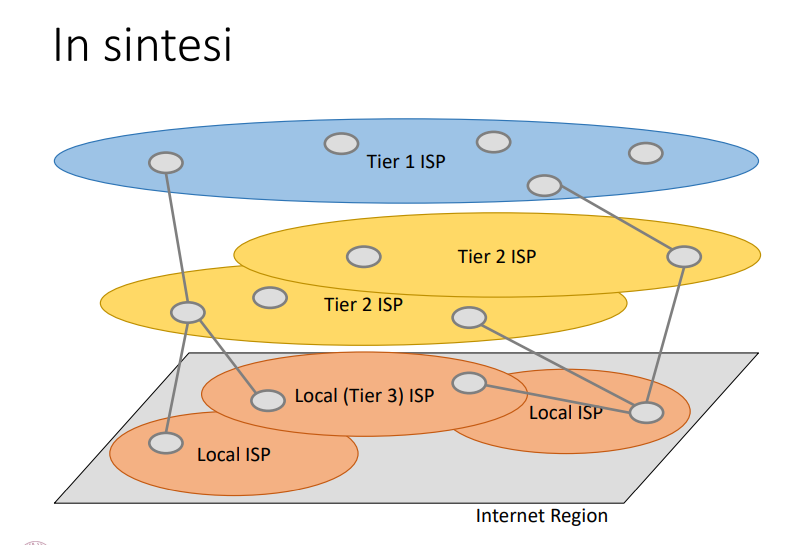 In sintesi
Tier 1 ISP
Tier 2 ISP
Tier 2 ISP
Local (Tier 3) ISP
Local ISP
Local ISP
Internet Region